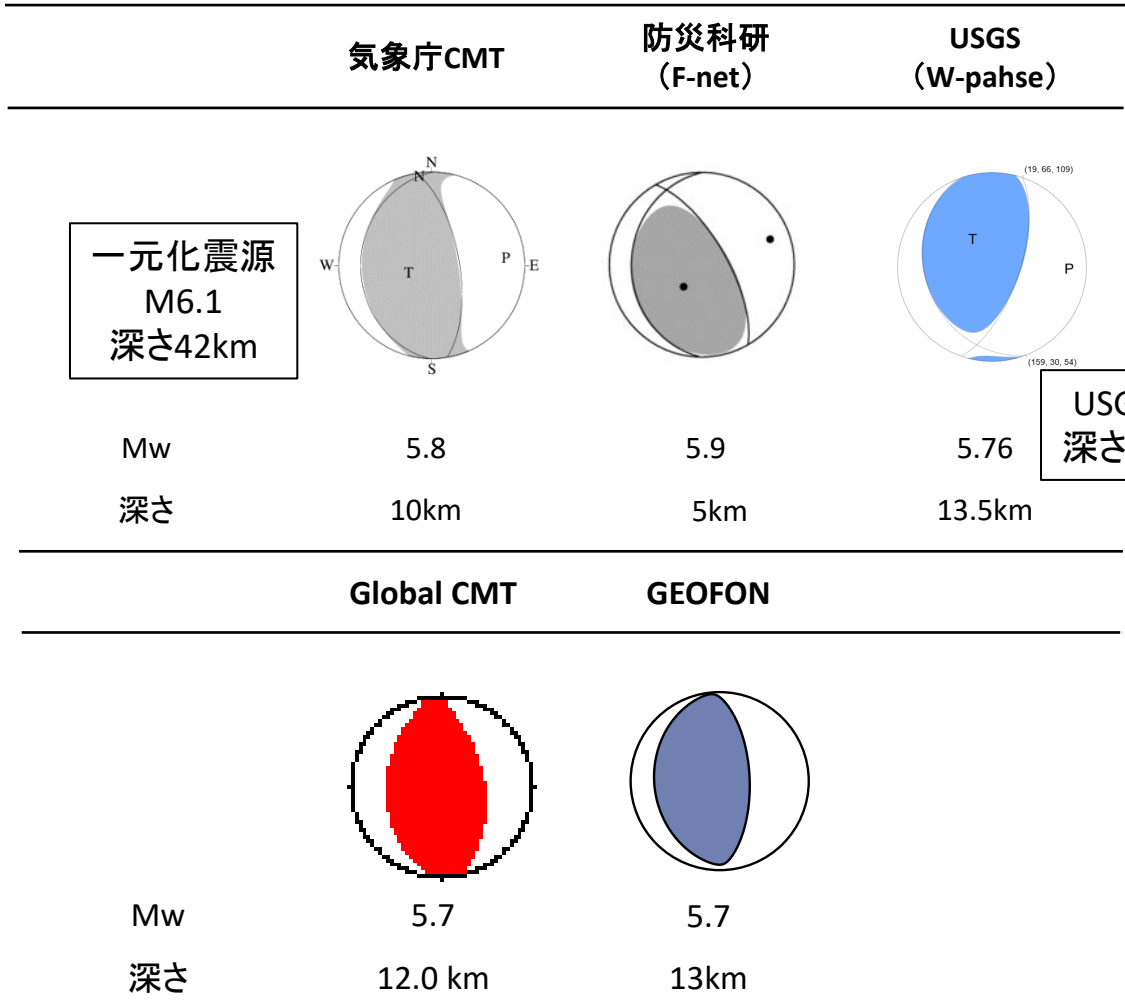 気象庁CMT
防災科研
（F-net）
USGS
（W-pahse）
一元化震源
M6.1
深さ42km
N
N
W
T
P
E
S
(19, 66, 109)
T
P
(159, 30, 54)
USG
深さ
Mw
5.8
5.9
5.76
深さ
10km
5km
13.5km
Global CMT
GEOFON
Mw
5.7
5.7
深さ
12.0 km
13km